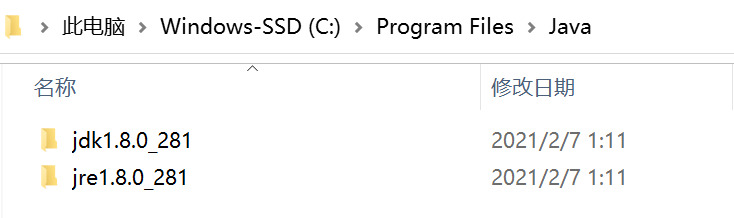 此电脑 > Windows-SSD (C:) > Program Files > Java
名称 修改日期
jdk1.8.0_281 2021/2/7 1:11
jre1.8.0_281 2021/2/7 1:11